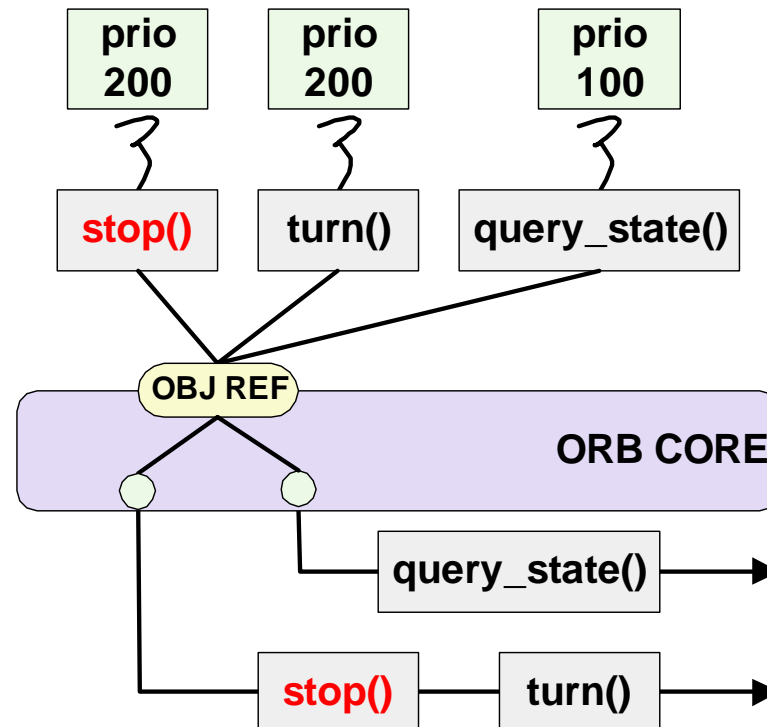 prio
200
prio
200
prio
100
stop()
turn()
query_state()
OBJ REF
ORB CORE
query_state()
stop()
turn()